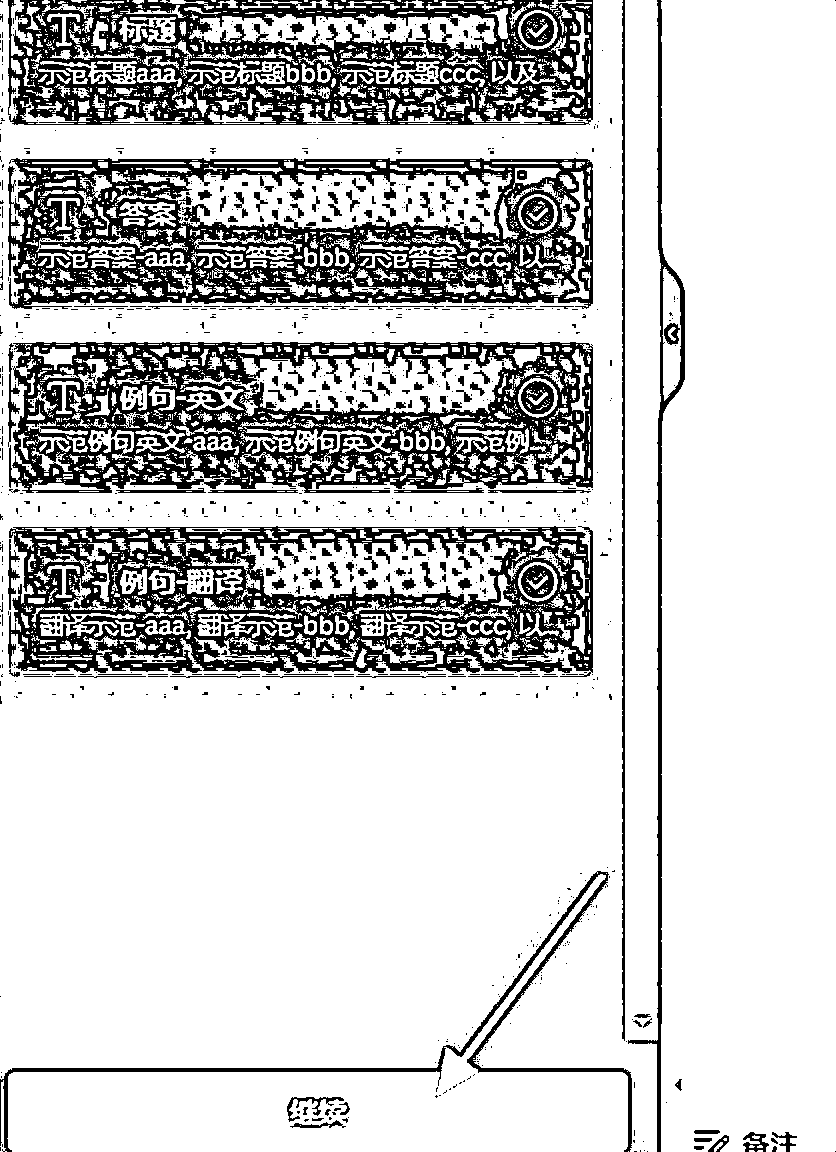 T 标题
示范标题aaa, 示范标题bbb, 示范标题ccc, 以及...
T 答案
示范答案-aaa, 示范答案-bbb, 示范答案-ccc, 以...
T 例句-英文
示范例句英文-aaa, 示范例句英文-bbb, 示范例...
T 例句-翻译
翻译示范-aaa, 翻译示范-bbb, 翻译示范-ccc, 以...
继续
备注